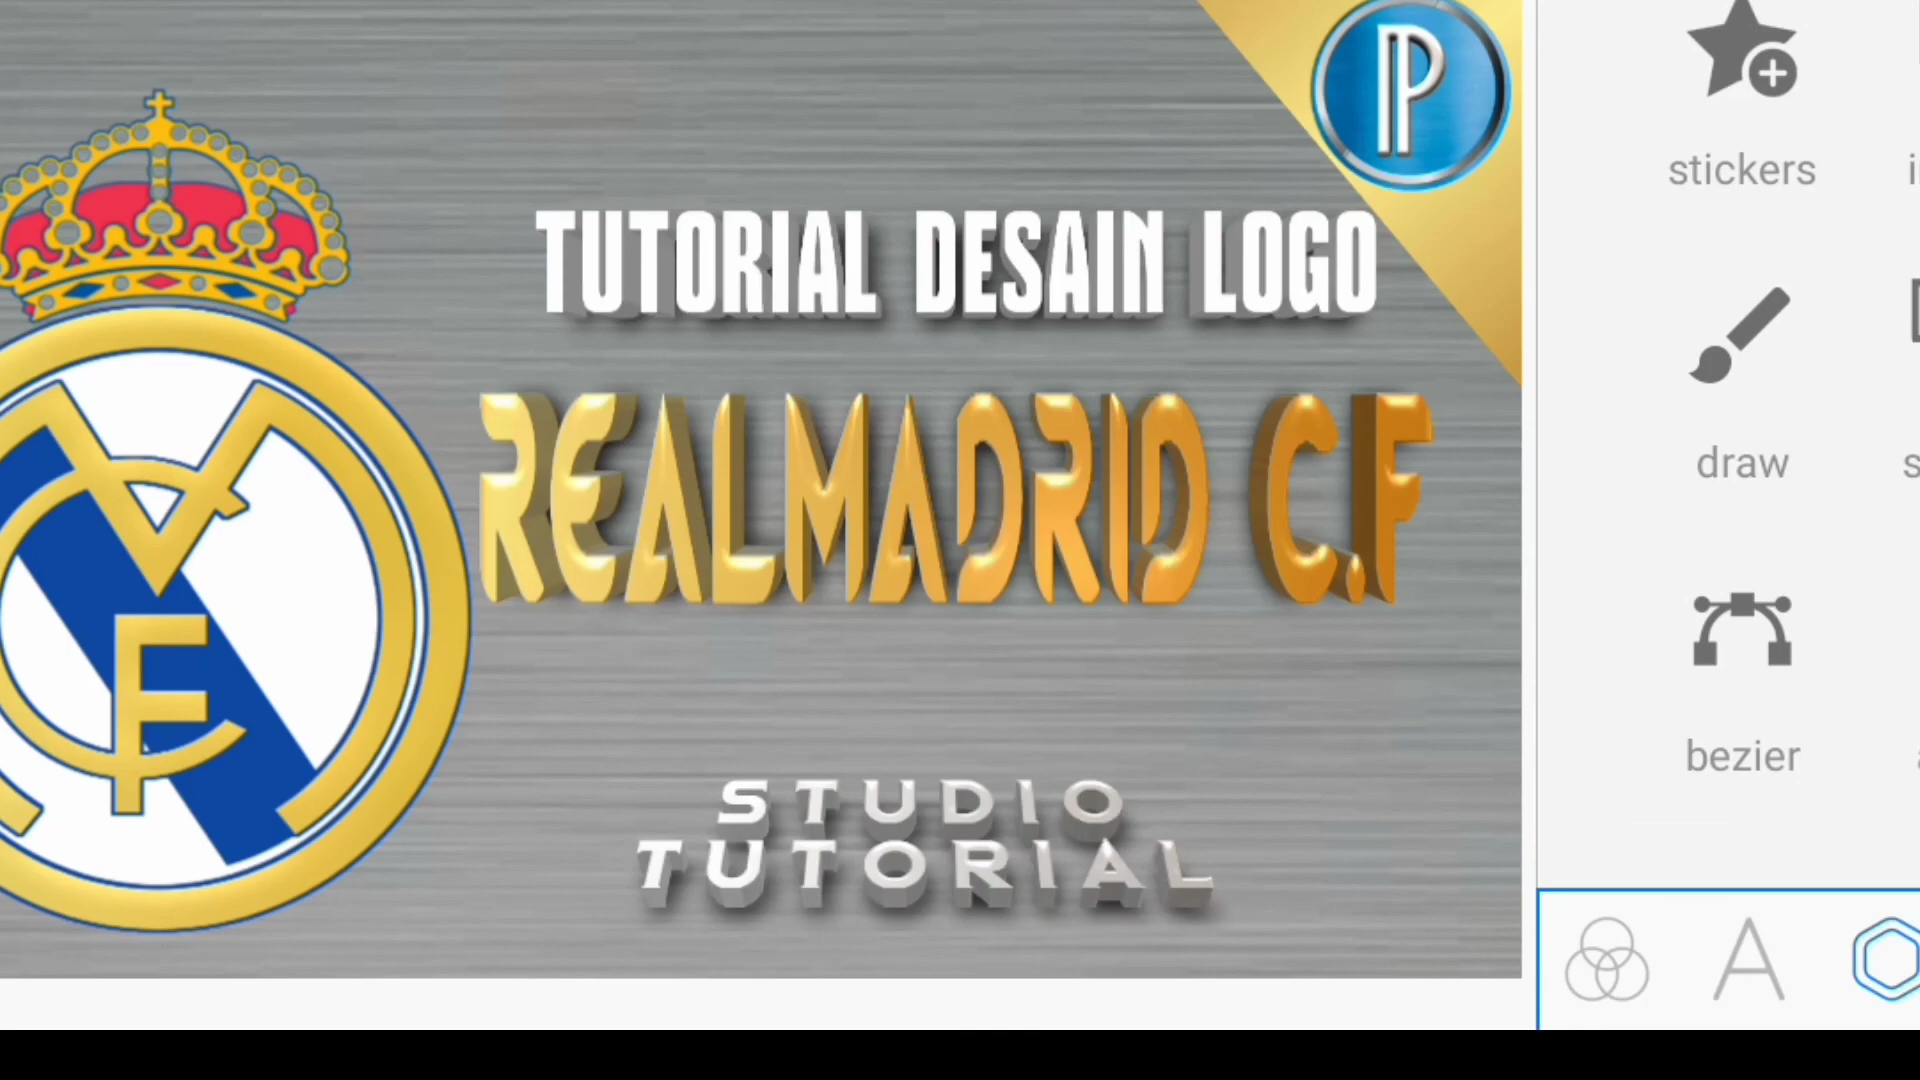 TUTORIAL DESAIN LOGO
REALMADRID C.F
STUDIO
TUTORIAL
stickers
draw
bezier